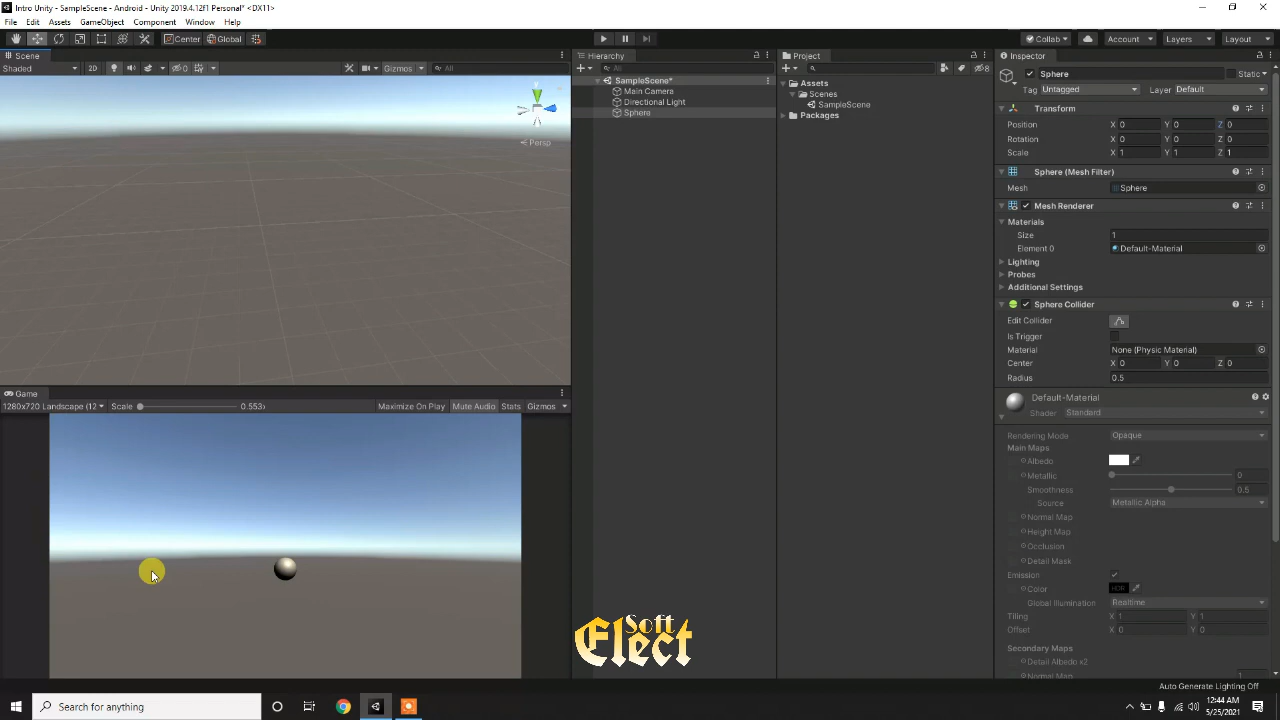 Intro Unity - SampleScene - Android - Unity 2019.4.12f1 Personal* <DX11>
File Edit Assets GameObject Component Window Help
Center Global Collab Account Layers Layout
Scene
Shaded 2D 0 Gizmos All
Persp
y
Game
1280x720 Landscape (12 Scale 0.553x Maximize On Play Mute Audio Stats Gizmos
Hierarchy
All
SampleScene*
Main Camera
Directional Light
Sphere
Project
8
Assets
Scenes
SampleScene
Packages
Inspector
Sphere Static
Tag Untagged Layer Default
Transform
Position X 0 Y 0 Z 0
Rotation X 0 Y 0 Z 0
Scale X 1 Y 1 Z 1
Sphere (Mesh Filter)
Mesh Sphere
Mesh Renderer
Materials
Size 1
Element 0 Default-Material
Lighting
Probes
Additional Settings
Sphere Collider
Edit Collider
Is Trigger
Material None (Physic Material)
Center X 0 Y 0 Z 0
Radius 0.5
Default-Material
Shader Standard
Rendering Mode Opaque
Main Maps
Albedo
Metallic 0
Smoothness 0.5
Source Metallic Alpha
Normal Map
Height Map
Occlusion
Detail Mask
Emission
Color HDR
Global Illumination Realtime
Tiling X 1 Y 1
Offset X 0 Y 0
Secondary Maps
Detail Albedo x2
Normal Map 1
Auto Generate Lighting Off
Soft
Elect
Search for anything
12:44 AM
5/25/2021